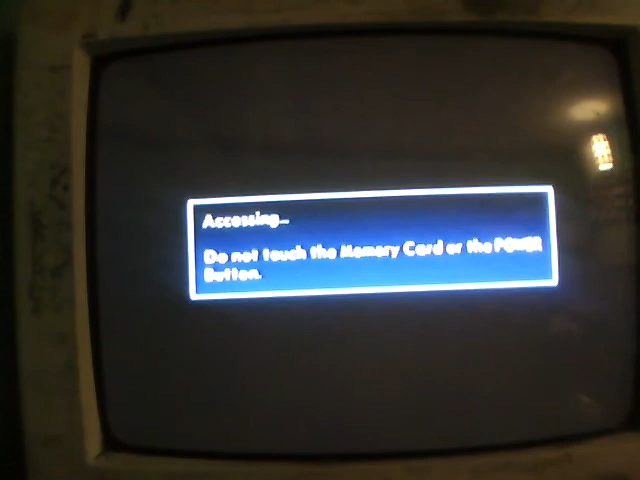 Accessing...
Do not touch the Memory Card or the POWER
Button.